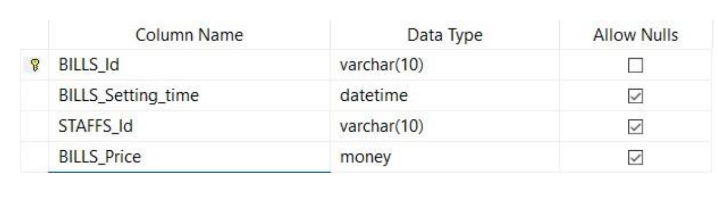 Column Name Data Type Allow Nulls
BILLS_Id varchar(10)
BILLS_Setting_time datetime
STAFFS_Id varchar(10)
BILLS_Price money